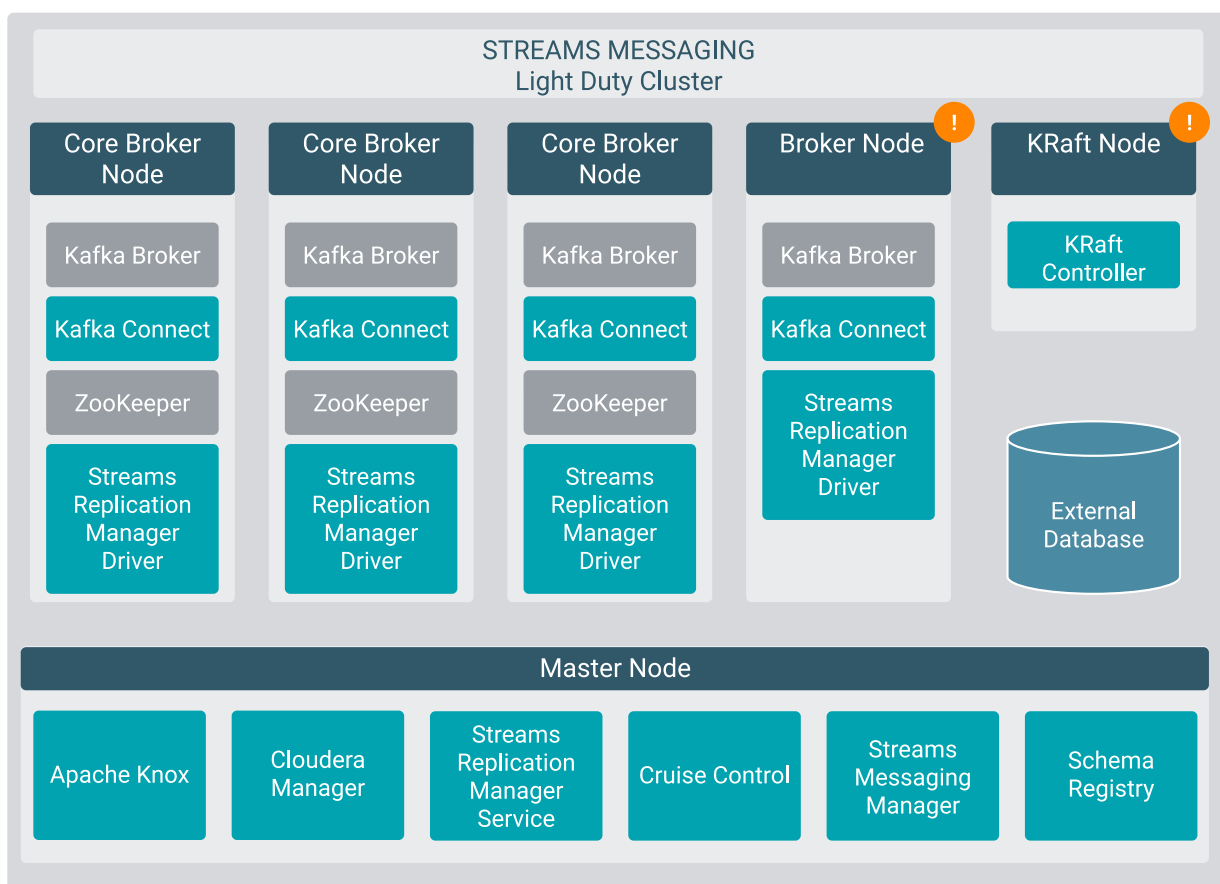 STREAMS MESSAGING
Light Duty Cluster
Core Broker
Node
Kafka Broker
Kafka Connect
ZooKeeper
Streams
Replication
Manager
Driver
Core Broker
Node
Kafka Broker
Kafka Connect
ZooKeeper
Streams
Replication
Manager
Driver
Core Broker
Node
Kafka Broker
Kafka Connect
ZooKeeper
Streams
Replication
Manager
Driver
Broker Node
!
Kafka Broker
Kafka Connect
Streams
Replication
Manager
Driver
KRaft Node
!
KRaft
Controller
External
Database
Master Node
Apache Knox
Cloudera
Manager
Streams
Replication
Manager
Service
Cruise Control
Streams
Messaging
Manager
Schema
Registry